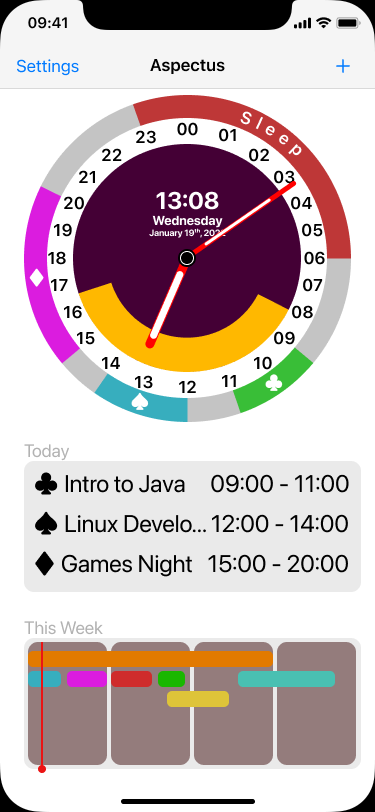 09:41
Settings Aspectus +
Sleep
00
01
02
03
04
05
06
07
08
09
10
11
12
13
14
15
16
17
18
19
20
21
22
23
13:08
Wednesday
January 19th,
Today
Intro to Java 09:00 - 11:00
Linux Develo... 12:00 - 14:00
Games Night 15:00 - 20:00
This Week